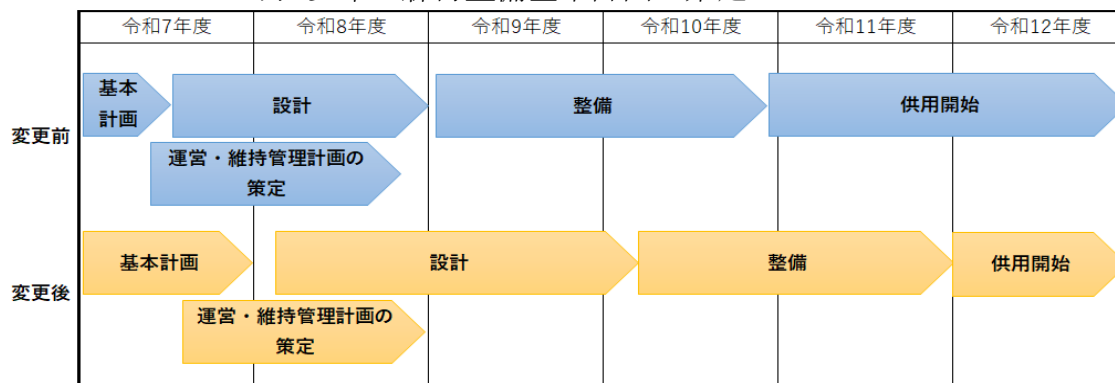 令和7年度 令和8年度 令和9年度 令和10年度 令和11年度 令和12年度
変更前
基本
計画
設計
整備
供用開始
運営・維持管理計画の
策定
変更後
基本計画
設計
整備
供用開始
運営・維持管理計画の
策定